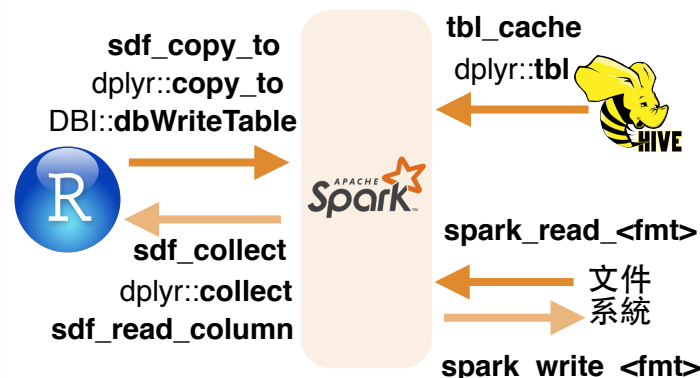 sdf_copy_to
dplyr::copy_to
DBI::dbWriteTable
R
sdf_collect
dplyr::collect
sdf_read_column
APACHE
Spark™
tbl_cache
dplyr::tbl
HIVE
spark_read_<fmt>
文件
系統
spark_write_<fmt>